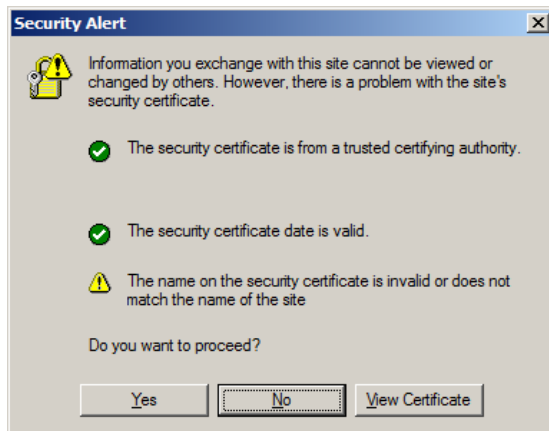 Security Alert
Information you exchange with this site cannot be viewed or
changed by others. However, there is a problem with the site's
security certificate.
The security certificate is from a trusted certifying authority.
The security certificate date is valid.
The name on the security certificate is invalid or does not
match the name of the site
Do you want to proceed?
Yes No View Certificate